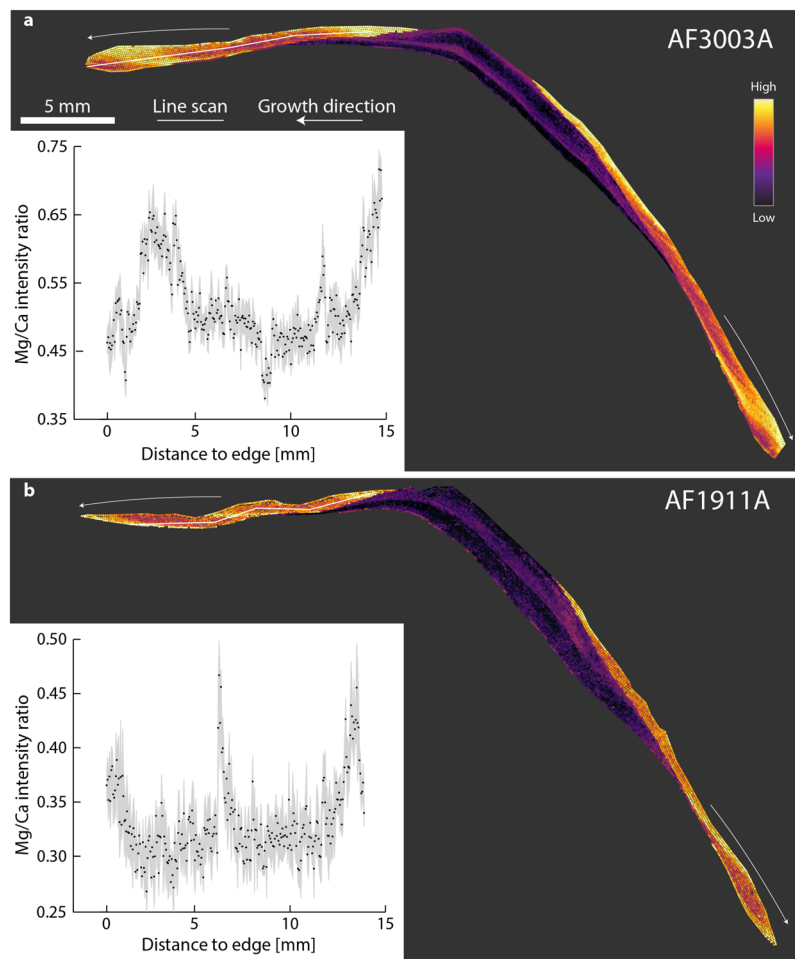 a
AF3003A
High
Low
5 mm
Line scan
Growth direction
0.75
0.65
0.55
0.45
0.35
Mg/Ca intensity ratio
0
5
10
15
Distance to edge [mm]
b
AF1911A
0.50
0.45
0.40
0.35
0.30
0.25
Mg/Ca intensity ratio
0
5
10
15
Distance to edge [mm]